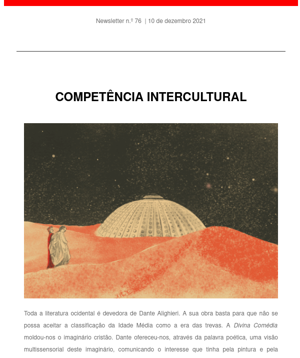 Newsletter n.º 76 | 10 de dezembro 2021
COMPETÊNCIA INTERCULTURAL
Toda a literatura ocidental é devedora de Dante Alighieri. A sua obra basta para que não se
possa aceitar a classificação da Idade Média como a era das trevas. A Divina Comédia
moldou-nos o imaginário cristão. Dante ofereceu-nos, através da palavra poética, uma visão
multissensorial deste imaginário, comunicando o interesse que tinha pela pintura e pela